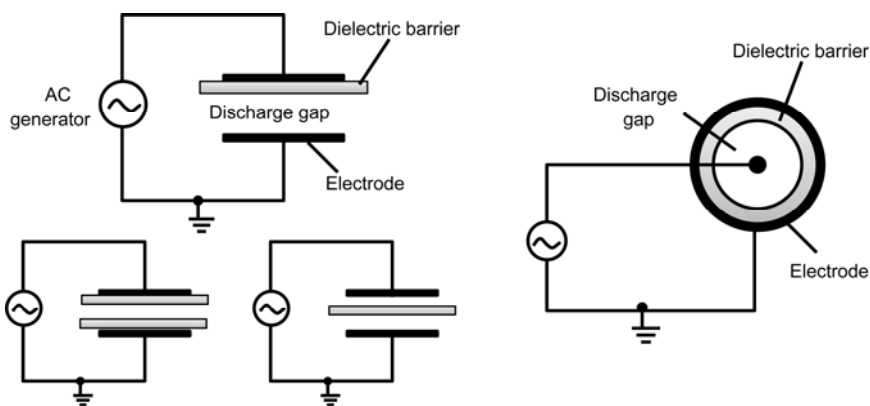 Dielectric barrier
AC
generator
Discharge gap
Electrode
Dielectric barrier
Discharge
gap
Electrode